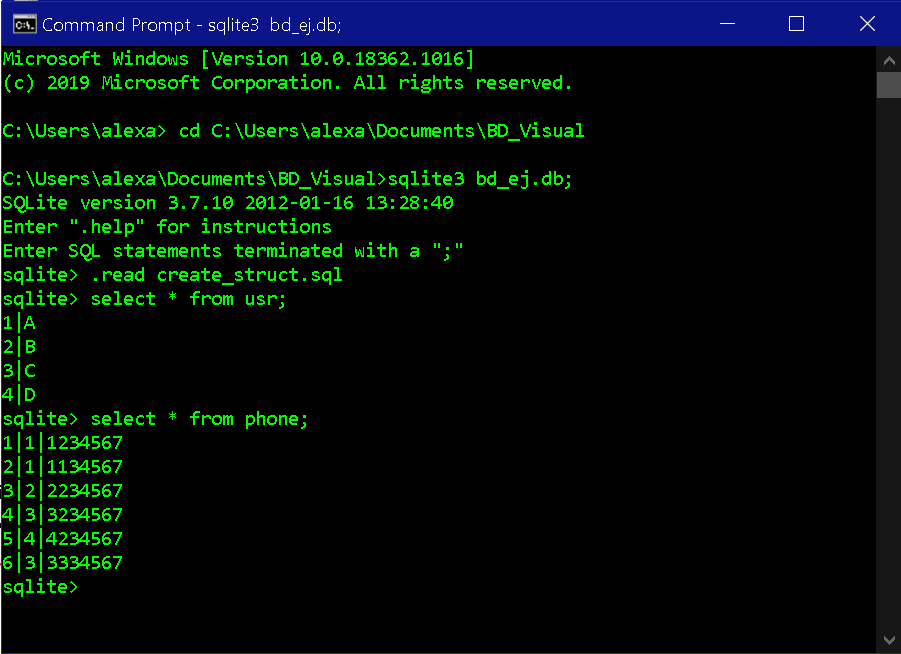 Command Prompt - sqlite3  bd_ej.db;
Microsoft Windows [Version 10.0.18362.1016]
(c) 2019 Microsoft Corporation. All rights reserved.
C:\Users\alexa> cd C:\Users\alexa\Documents\BD_Visual
C:\Users\alexa\Documents\BD_Visual>sqlite3 bd_ej.db;
SQLite version 3.7.10 2012-01-16 13:28:40
Enter ".help" for instructions
Enter SQL statements terminated with a ";"
sqlite> .read create_struct.sql
sqlite> select * from usr;
1|A
2|B
3|C
4|D
sqlite> select * from phone;
1|1|1234567
2|1|1134567
3|2|2234567
4|3|3234567
5|4|4234567
6|3|3334567
sqlite>